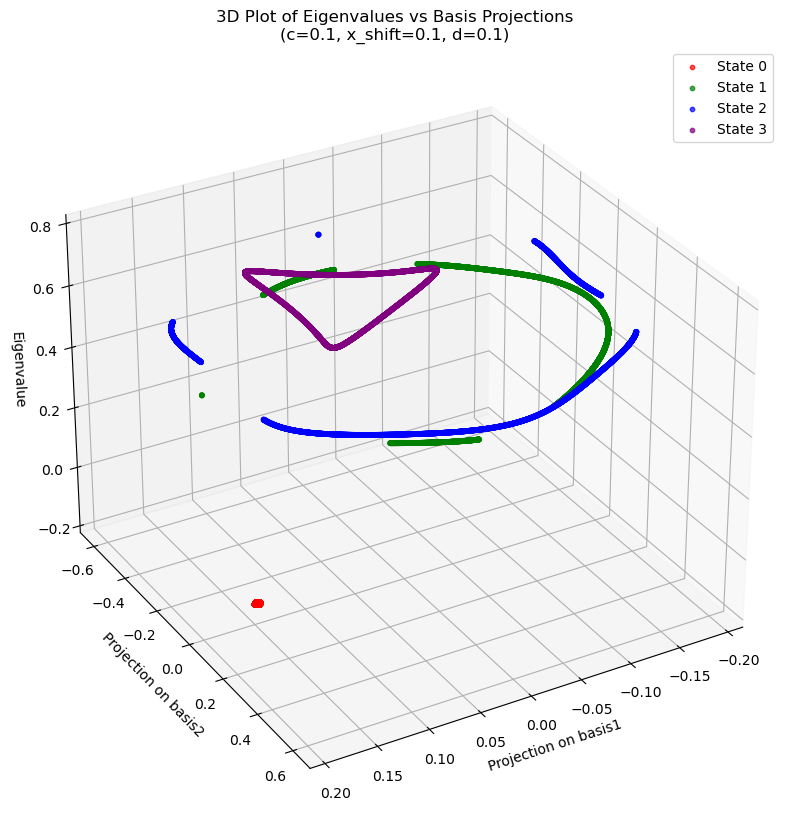 3D Plot of Eigenvalues vs Basis Projections
(c=0.1, x_shift=0.1, d=0.1)
State 0
State 1
State 2
State 3
0.8
0.6
0.4
0.2
0.0
−0.2
Eigenvalue
−0.6
−0.4
−0.2
0.0
0.2
0.4
0.6
Projection on basis2
0.20
0.15
0.10
0.05
0.00
−0.05
−0.10
−0.15
−0.20
Projection on basis1